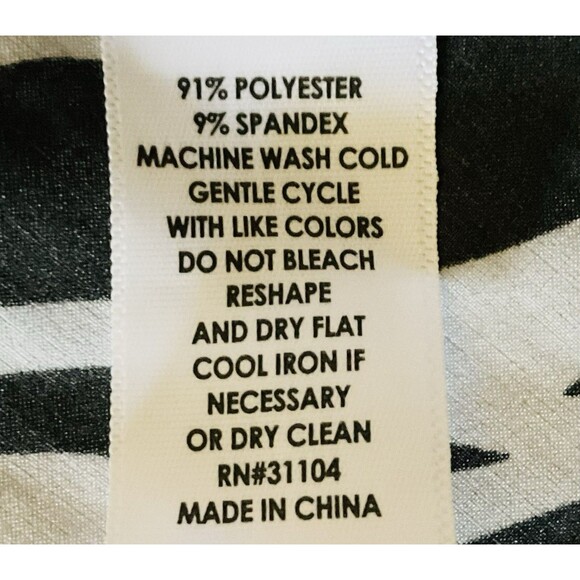 91% POLYESTER
9% SPANDEX
MACHINE WASH COLD
GENTLE CYCLE
WITH LIKE COLORS
DO NOT BLEACH
RESHAPE
AND DRY FLAT
COOL IRON IF
NECESSARY
OR DRY CLEAN
RN#31104
MADE IN CHINA